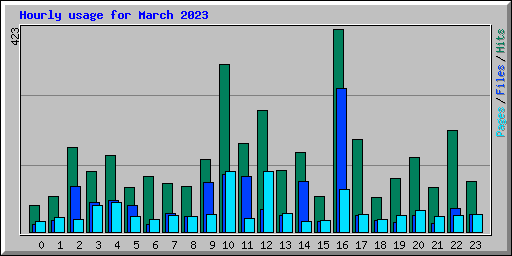 Hourly usage for March 2023
423
Pages/Files/Hits
0 1 2 3 4 5 6 7 8 9 10 11 12 13 14 15 16 17 18 19 20 21 22 23